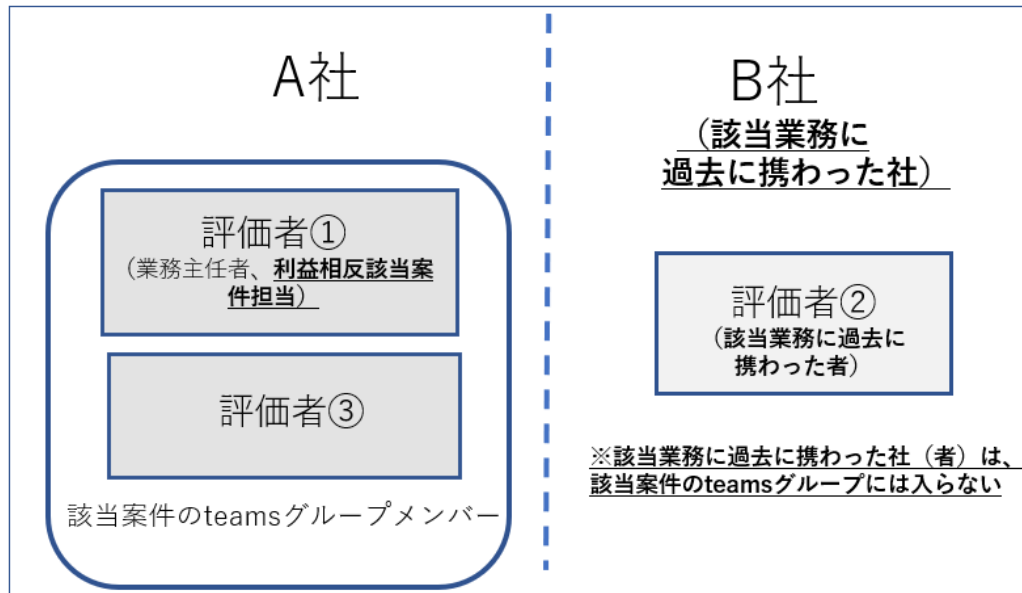 A社
評価者①
（業務主任者、利益相反該当案
件担当）
評価者③
該当案件のteamsグループメンバー
B社
（該当業務に
過去に携わった社）
評価者②
（該当業務に過去に
携わった者）
※該当業務に過去に携わった社（者）は、
該当案件のteamsグループには入らない